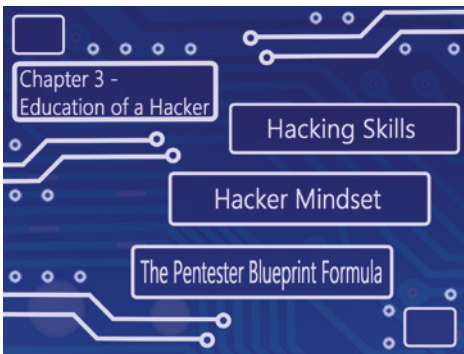 Chapter 3 -
Education of a Hacker
Hacking Skills
Hacker Mindset
The Pentester Blueprint Formula